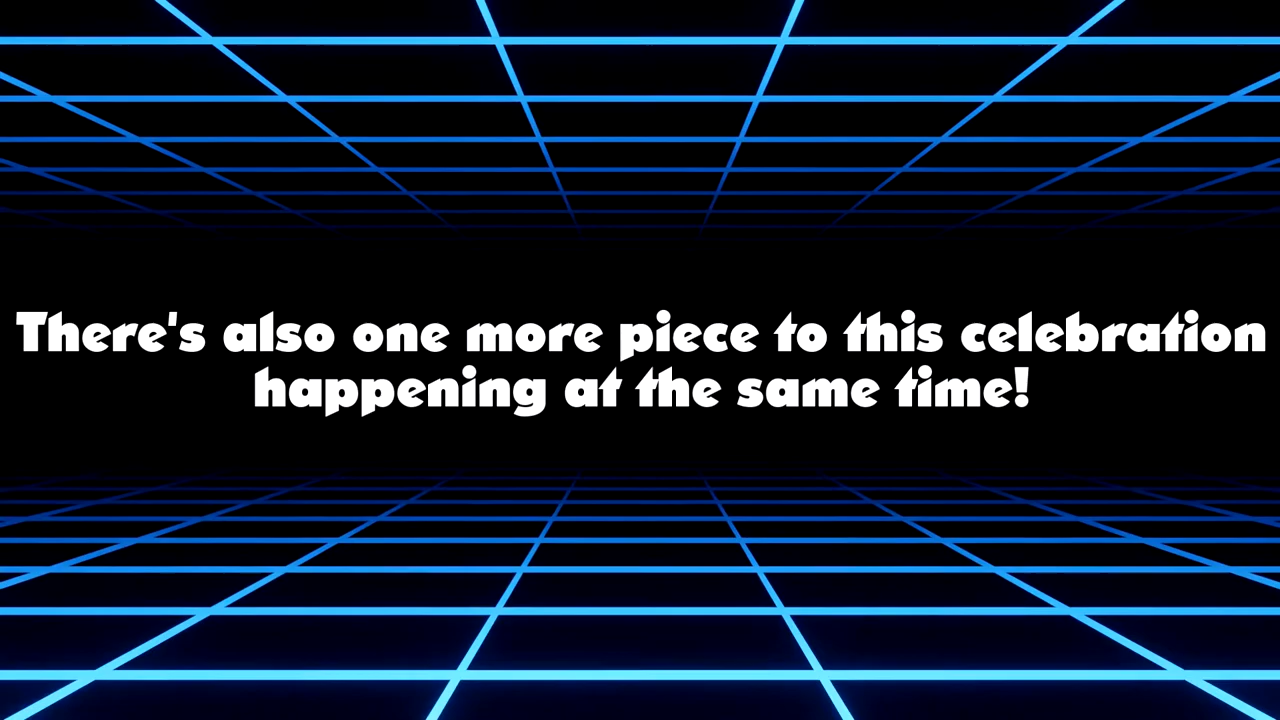 There's also one more piece to this celebration
happening at the same time!